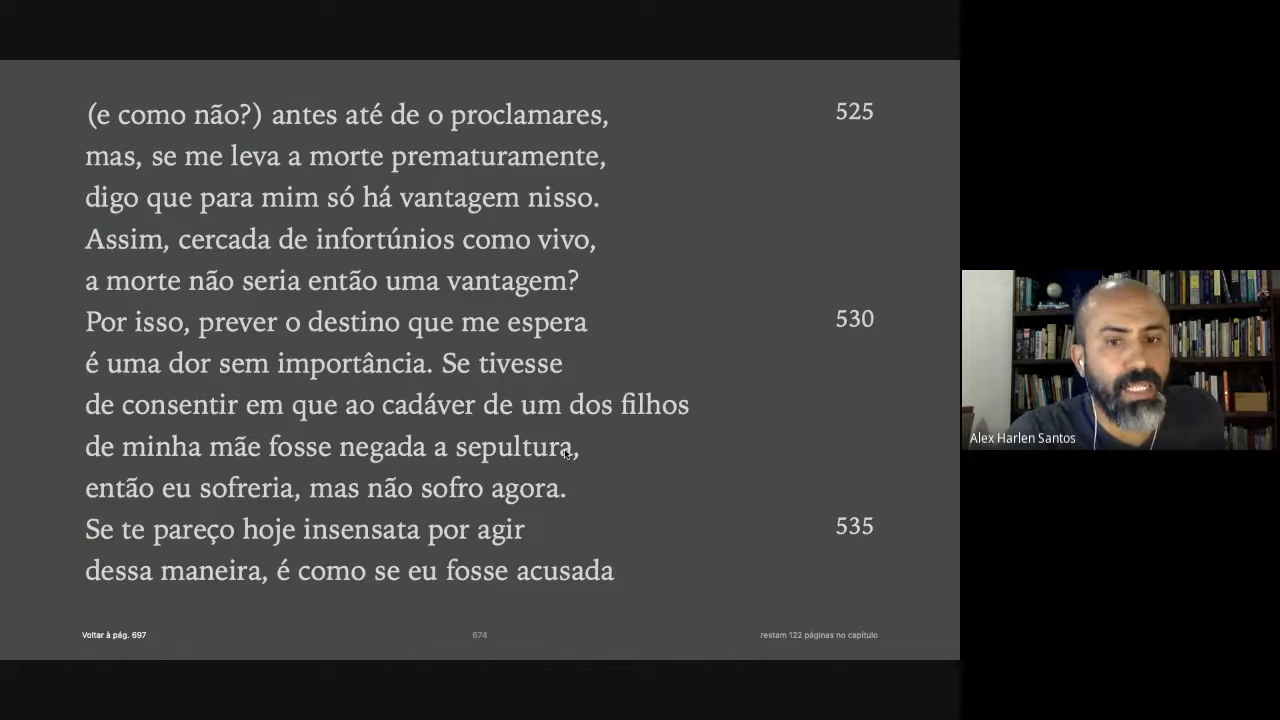 (e como não?) antes até de o proclamares, 525
mas, se me leva a morte prematuramente,
digo que para mim só há vantagem nisso.
Assim, cercada de infortúnios como vivo,
a morte não seria então uma vantagem?
Por isso, prever o destino que me espera 530
é uma dor sem importância. Se tivesse
de consentir em que ao cadáver de um dos filhos
de minha mãe fosse negada a sepultura,
então eu sofreria, mas não sofro agora.
Se te pareço hoje insensata por agir 535
dessa maneira, é como se eu fosse acusada
Voltar à pág. 697 674 restam 122 páginas no capítulo
Alex Harlen Santos